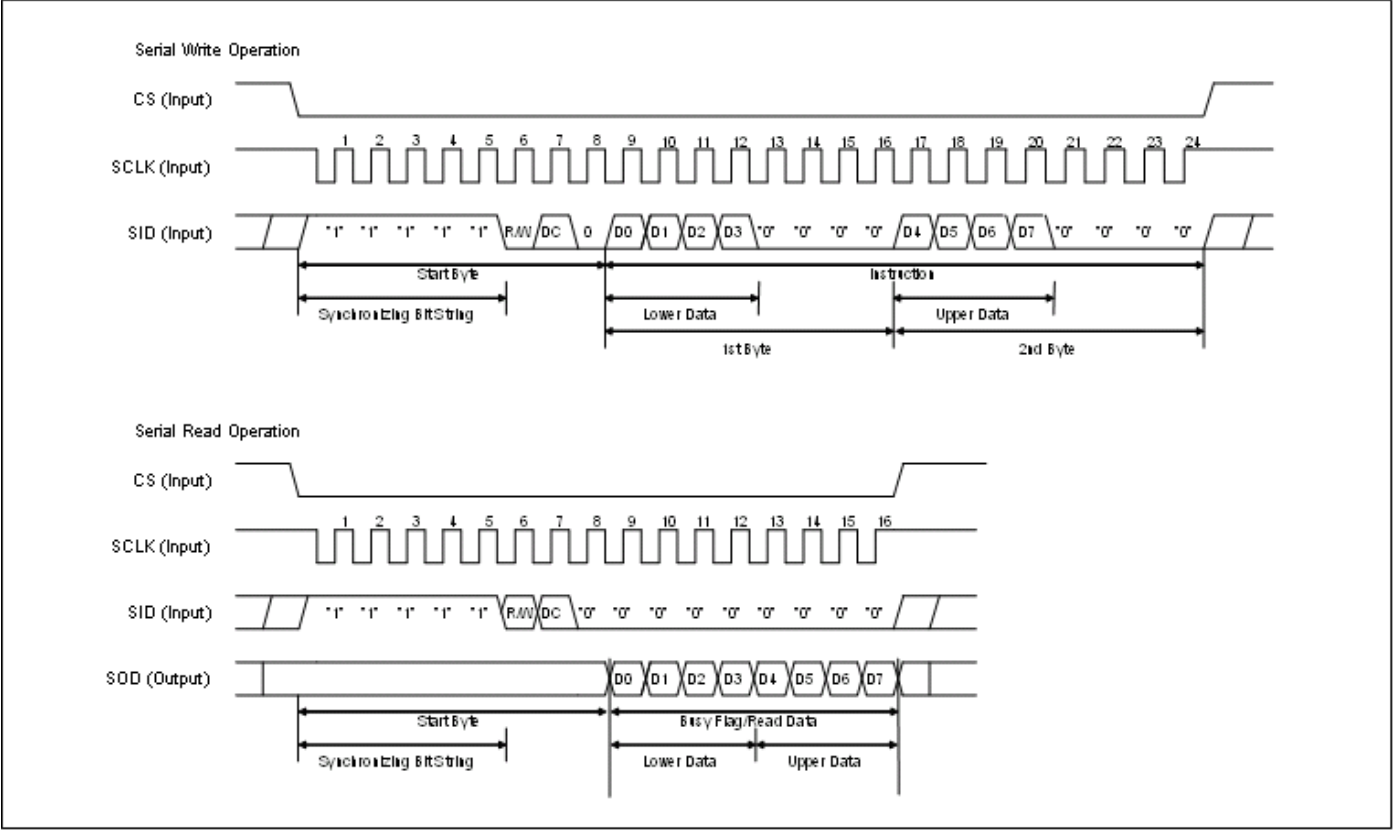 Serial Write Operation
CS (Input)
1 2 3 4 5 6 7 8 9 10 11 12 13 14 15 16 17 18 19 20 21 22 23 24
SCLK (Input)
SID (Input) "1" "1" "1" "1" "1" R/W DC 0 D0 D1 D2 D3 "0" "0" "0" "0" D4 D5 D6 D7 "0" "0" "0" "0"
Start Byte Instruction
Synchronizing Bit String Lower Data Upper Data
1st Byte 2nd Byte
Serial Read Operation
CS (Input)
1 2 3 4 5 6 7 8 9 10 11 12 13 14 15 16
SCLK (Input)
SID (Input) "1" "1" "1" "1" "1" R/W DC "0" "0" "0" "0" "0" "0" "0" "0" "0"
SOD (Output) D0 D1 D2 D3 D4 D5 D6 D7
Start Byte Busy Flag/Read Data
Synchronizing Bit String Lower Data Upper Data